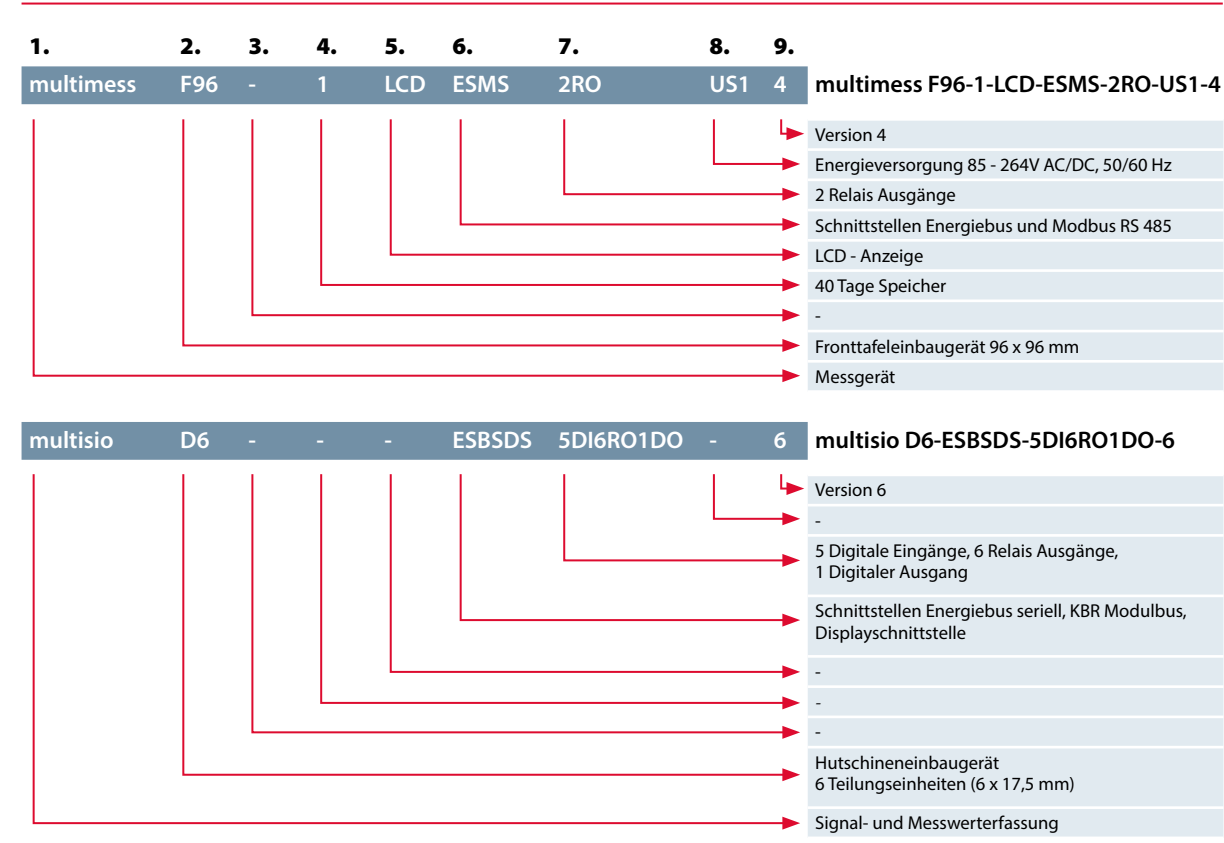 1. 2. 3. 4. 5. 6. 7. 8. 9.
multimess F96 - 1 LCD ESMS 2RO US1 4 multimess F96-1-LCD-ESMS-2RO-US1-4
Version 4
Energieversorgung 85 - 264V AC/DC, 50/60 Hz
2 Relais Ausgänge
Schnittstellen Energiebus und Modbus RS 485
LCD - Anzeige
40 Tage Speicher
-
Fronttafeleinbaugerät 96 x 96 mm
Messgerät
multisio D6 - - - ESBSDS 5DI6RO1DO - 6 multisio D6-ESBSDS-5DI6RO1DO-6
Version 6
-
5 Digitale Eingänge, 6 Relais Ausgänge,
1 Digitaler Ausgang
Schnittstellen Energiebus seriell, KBR Modulbus,
Displayschnittstelle
-
-
-
Hutschineneinbaugerät
6 Teilungseinheiten (6 x 17,5 mm)
Signal- und Messwerterfassung